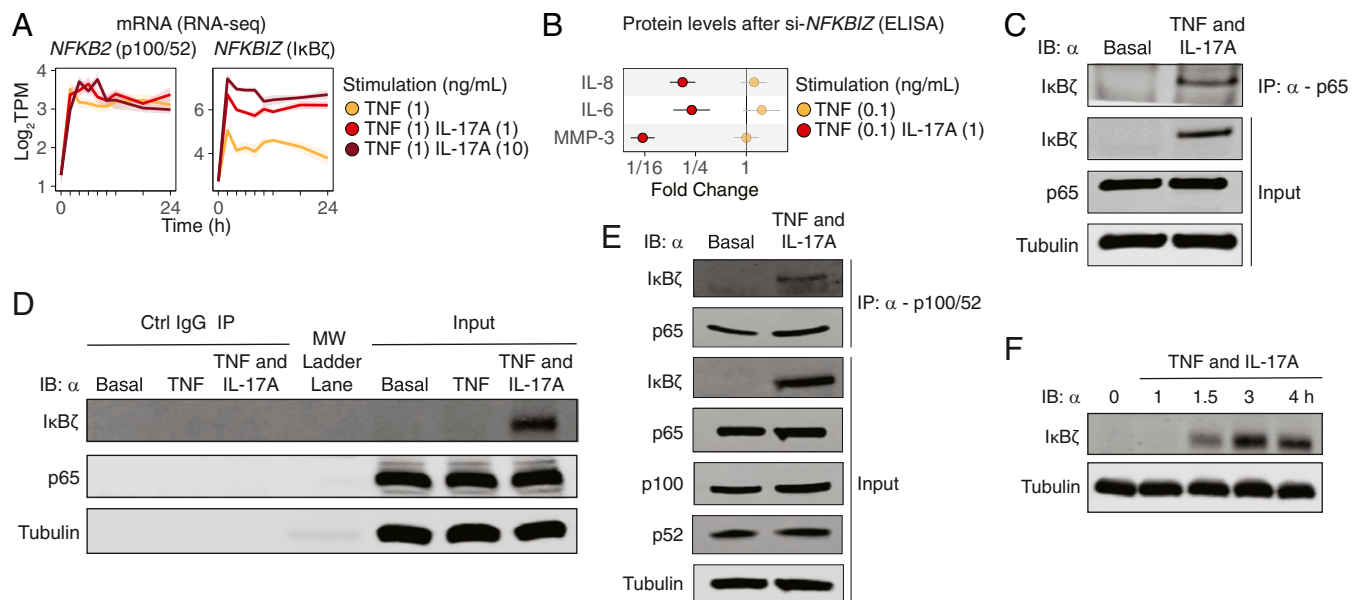 A
mRNA (RNA-seq)
NFKB2 (p100/52)
NFKBIZ (IκBζ)
Log2TPM
4
3
2
1
6
4
0
24
0
24
Time (h)
Stimulation (ng/mL)
TNF (1)
TNF (1) IL-17A (1)
TNF (1) IL-17A (10)
B
Protein levels after si-NFKBIZ (ELISA)
IL-8
IL-6
MMP-3
1/16
1/4
1
Fold Change
Stimulation (ng/mL)
TNF (0.1)
TNF (0.1) IL-17A (1)
C
IB: α
Basal
TNF and
IL-17A
IκBζ
IP: α - p65
IκBζ
p65
Tubulin
Input
D
Ctrl IgG IP
MW
Ladder
Lane
Input
IB: α
Basal
TNF
TNF and
IL-17A
Basal
TNF
TNF and
IL-17A
IκBζ
p65
Tubulin
E
IB: α
Basal
TNF and
IL-17A
IκBζ
p65
IP: α - p100/52
IκBζ
p65
p100
p52
Tubulin
Input
F
TNF and IL-17A
IB: α
0
1
1.5
3
4 h
IκBζ
Tubulin